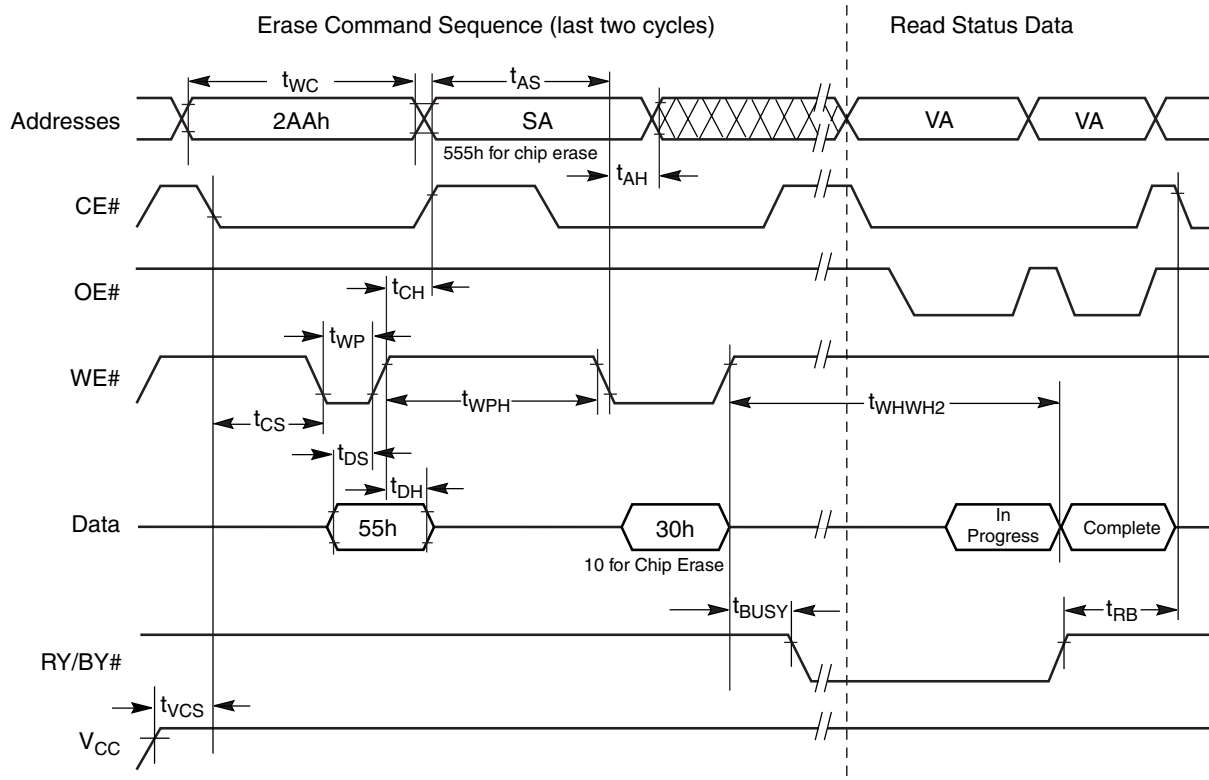 Erase Command Sequence (last two cycles)
Read Status Data
tWC
tAS
Addresses
2AAh
SA
VA
VA
555h for chip erase
tAH
CE#
OE#
tCH
tWP
WE#
tWPH
tWHWH2
tCS
tDS
tDH
Data
55h
30h
In
Progress
Complete
10 for Chip Erase
tBUSY
tRB
RY/BY#
tVCS
VCC